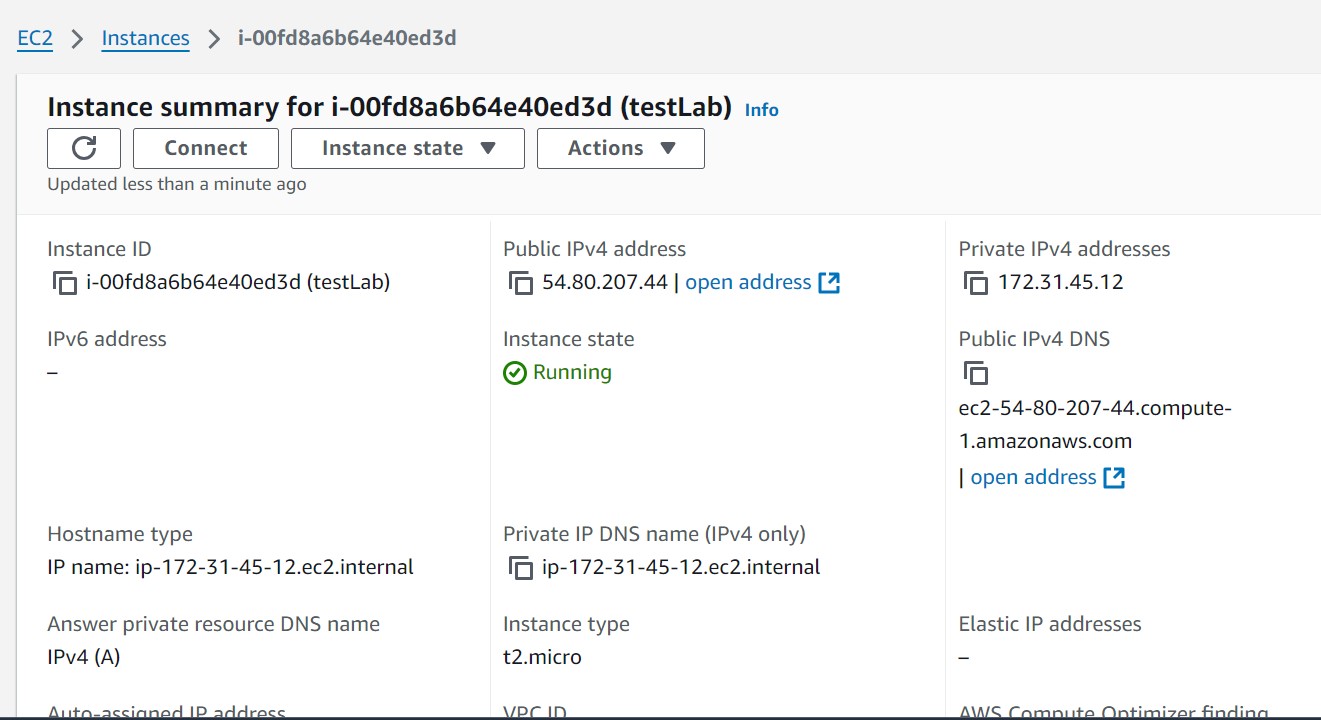 EC2 > Instances > i-00fd8a6b64e40ed3d
Instance summary for i-00fd8a6b64e40ed3d (testLab) Info
Connect Instance state Actions
Updated less than a minute ago
Instance ID
i-00fd8a6b64e40ed3d (testLab)
Public IPv4 address
54.80.207.44 | open address
Private IPv4 addresses
172.31.45.12
IPv6 address
–
Instance state
Running
Public IPv4 DNS
ec2-54-80-207-44.compute-
1.amazonaws.com
| open address
Hostname type
IP name: ip-172-31-45-12.ec2.internal
Private IP DNS name (IPv4 only)
ip-172-31-45-12.ec2.internal
Answer private resource DNS name
IPv4 (A)
Instance type
t2.micro
Elastic IP addresses
–
Auto-assigned IP address
VPC ID
AWS Compute Optimizer finding